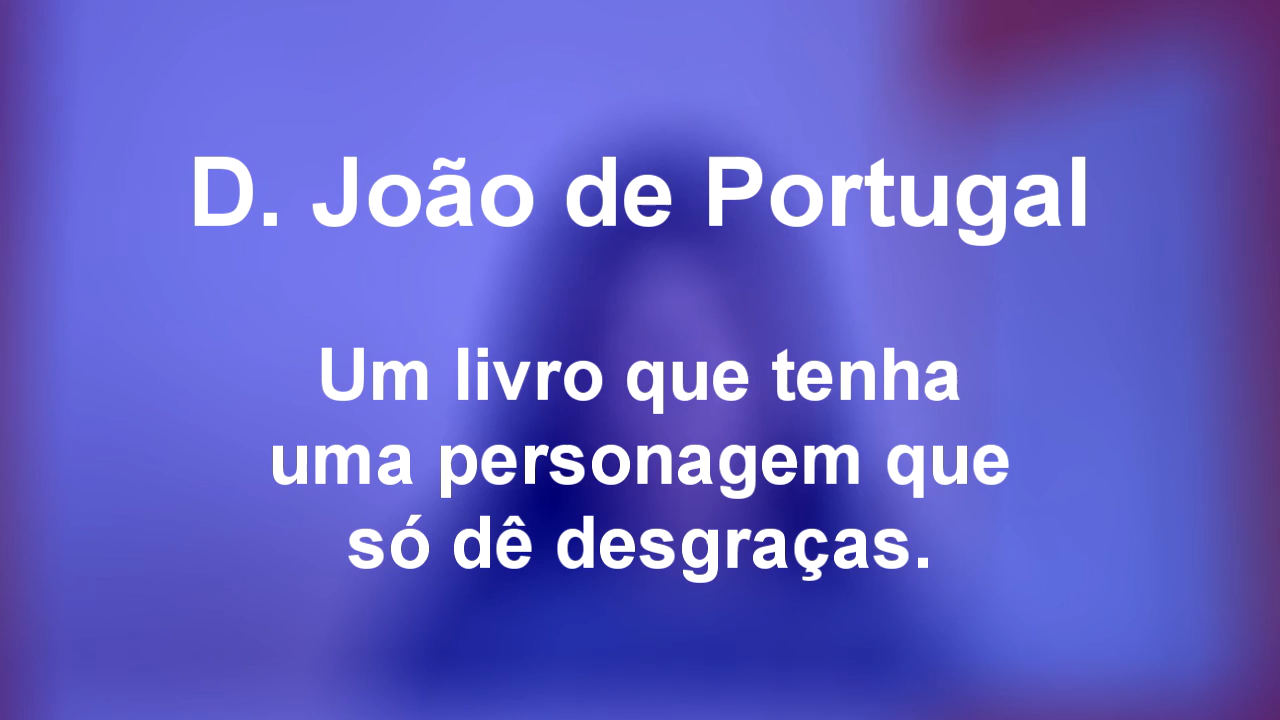 D. João de Portugal
Um livro que tenha
uma personagem que
só dê desgraças.